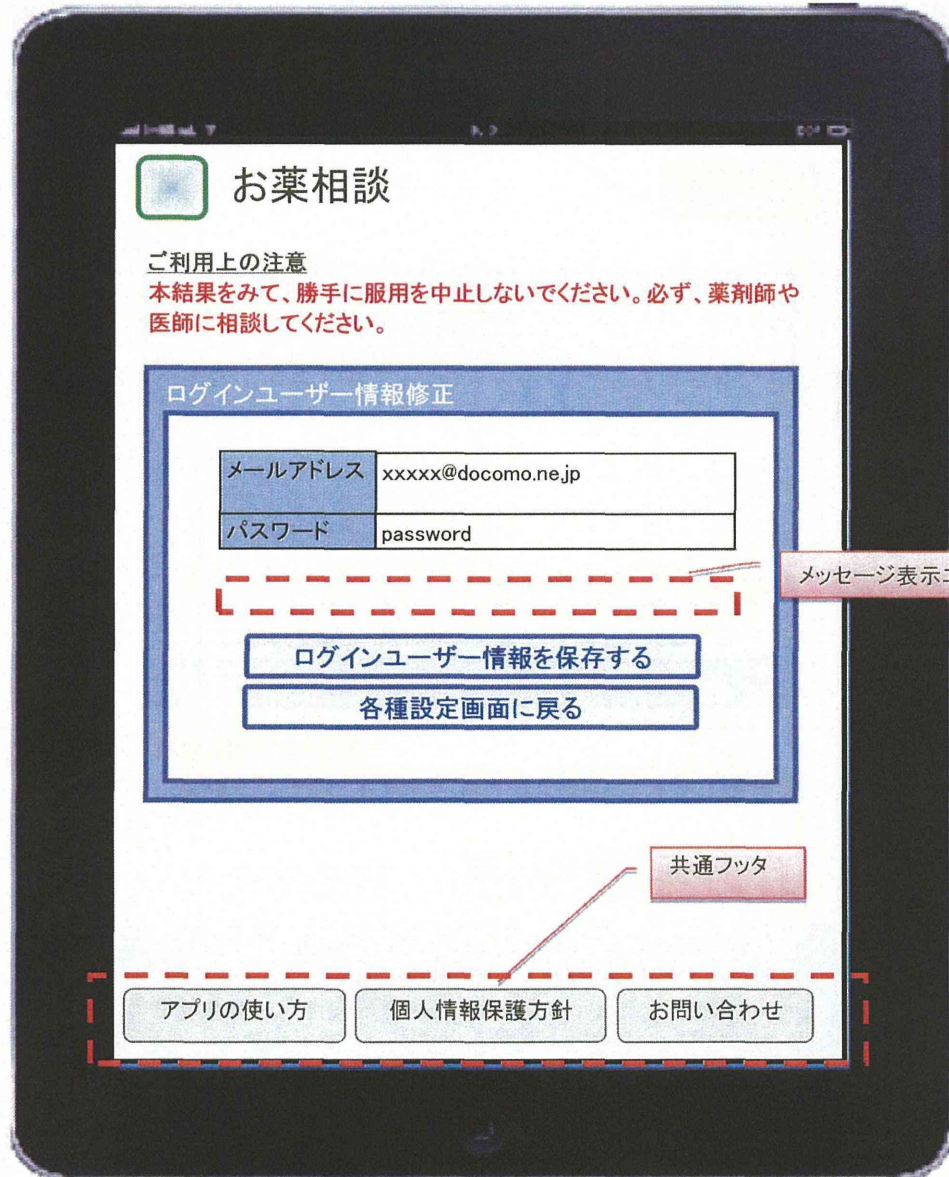 お薬相談
ご利用上の注意
本結果をみて、勝手に服用を中止しないでください。必ず、薬剤師や
医師に相談してください。
ログインユーザー情報修正
メールアドレス xxxxx@docomo.ne.jp
パスワード password
メッセージ表示
ログインユーザー情報を保存する
各種設定画面に戻る
共通フッタ
アプリの使い方 個人情報保護方針 お問い合わせ